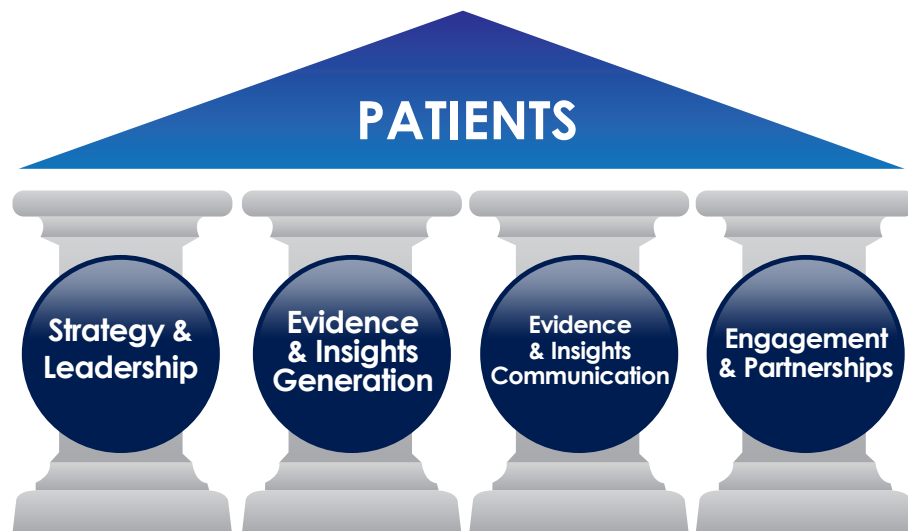 PATIENTS
Strategy &
Leadership
Evidence
& Insights
Generation
Evidence
& Insights
Communication
Engagement
& Partnerships